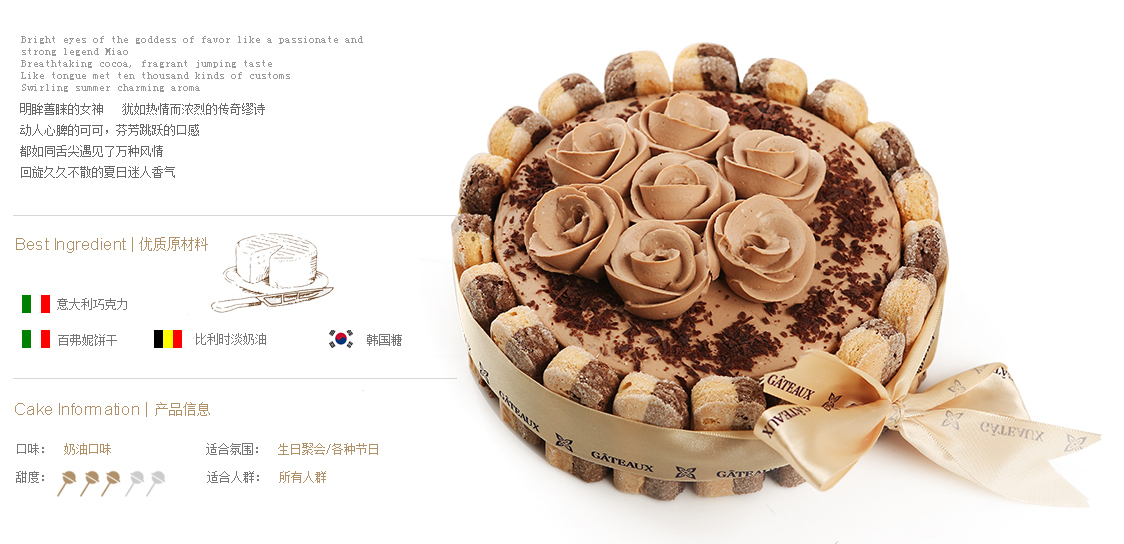 Bright eyes of the goddess of favor like a passionate and
strong legend Miao
Breathtaking cocoa, fragrant jumping taste
Like tongue met ten thousand kinds of customs
Swirling summer charming aroma
明眸善睐的女神 犹如热情而浓烈的传奇缪诗
动人心脾的可可，芬芳跳跃的口感
都如同舌尖遇见了万种风情
回旋久久不散的夏日迷人香气
Best Ingredient | 优质原材料
意大利巧克力
百弗妮饼干 比利时淡奶油 韩国糖
Cake Information | 产品信息
口味： 奶油口味 适合氛围： 生日聚会/各种节日
甜度： 适合人群： 所有人群
GÂTEAUX
GÂTEAUX
GÂTEAUX
GÂTEAUX
GÂTEAUX
GÂTEAUX